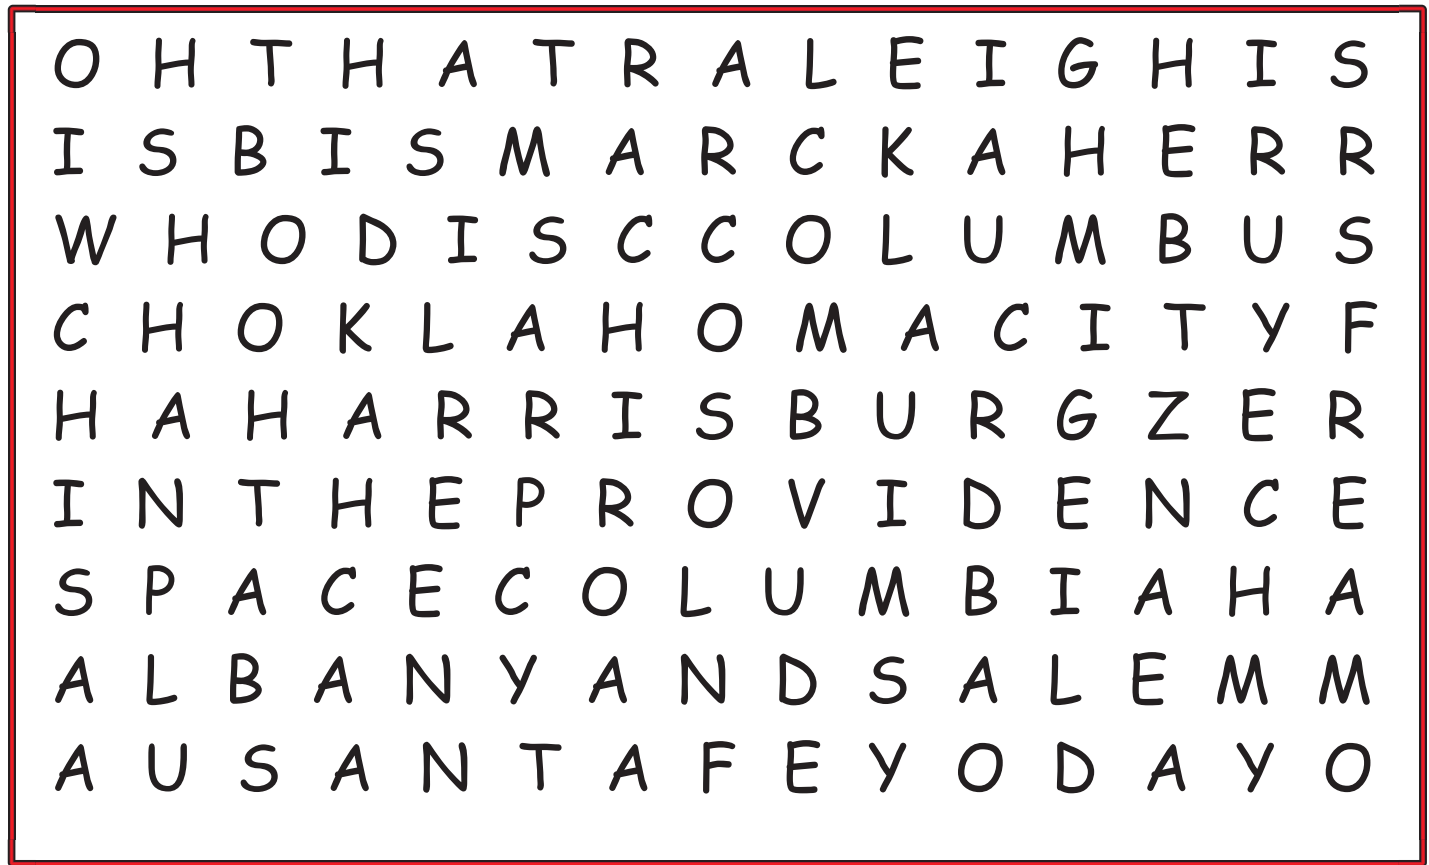 O H T H A T R A L E I G H I S
I S B I S M A R C K A H E R R
W H O D I S C C O L U M B U S
C H O K L A H O M A C I T Y F
H A H A R R I S B U R G Z E R
I N T H E P R O V I D E N C E
S P A C E C O L U M B I A H A
A L B A N Y A N D S A L E M M
A U S A N T A F E Y O D A Y O